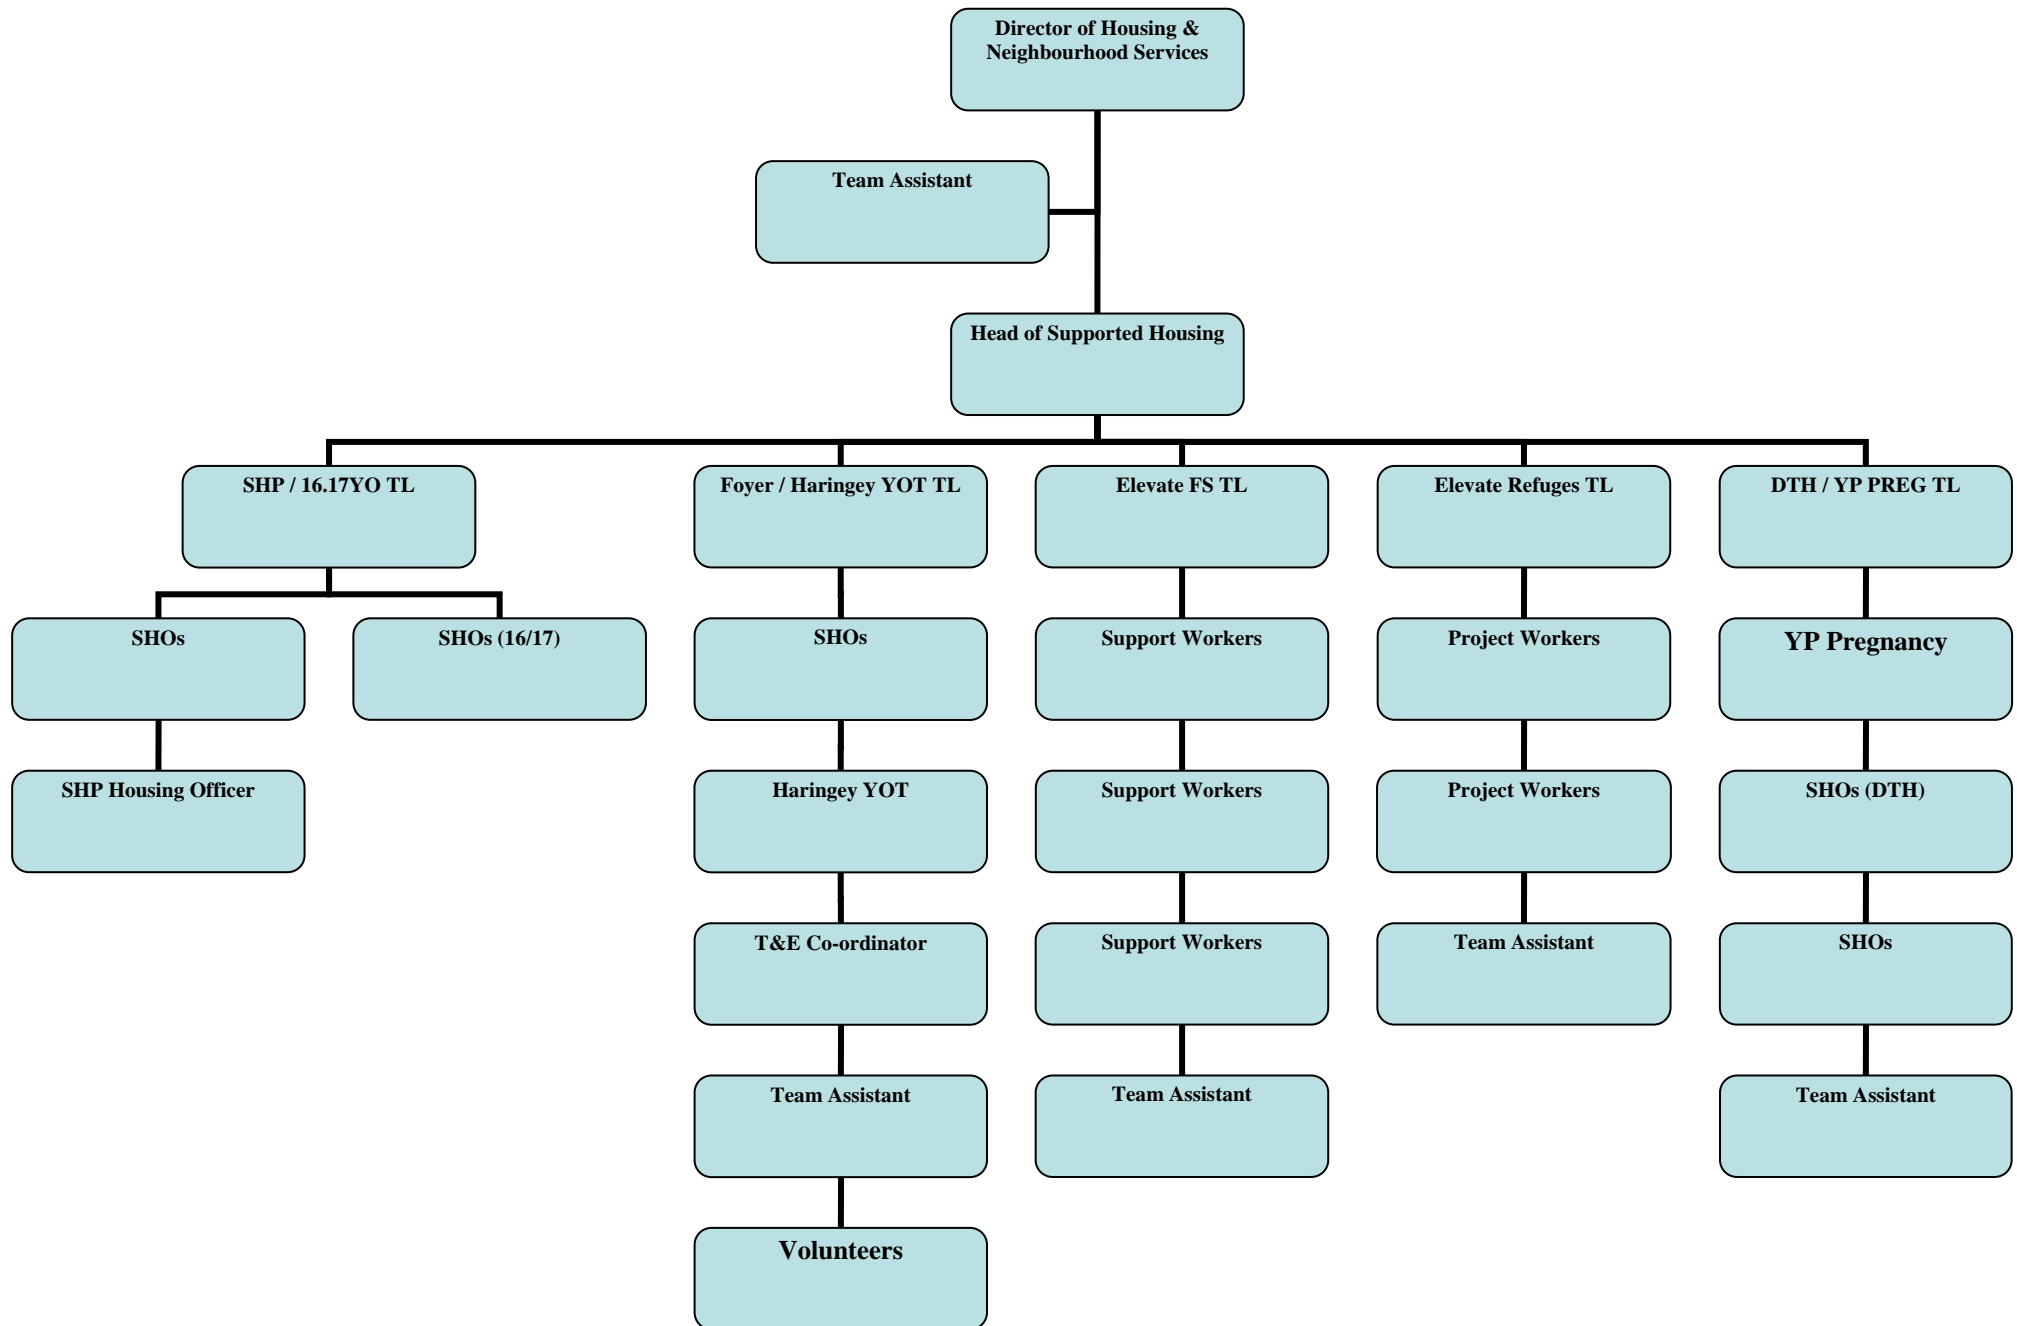 Director of Housing &
Neighbourhood Services
Team Assistant
Head of Supported Housing
SHP / 16.17YO TL
Foyer / Haringey YOT TL
Elevate FS TL
Elevate Refuges TL
DTH / YP PREG TL
SHOs
SHOs (16/17)
SHOs
Support Workers
Project Workers
YP Pregnancy
SHP Housing Officer
Haringey YOT
Support Workers
Project Workers
SHOs (DTH)
T&E Co-ordinator
Support Workers
Team Assistant
SHOs
Team Assistant
Team Assistant
Team Assistant
Volunteers